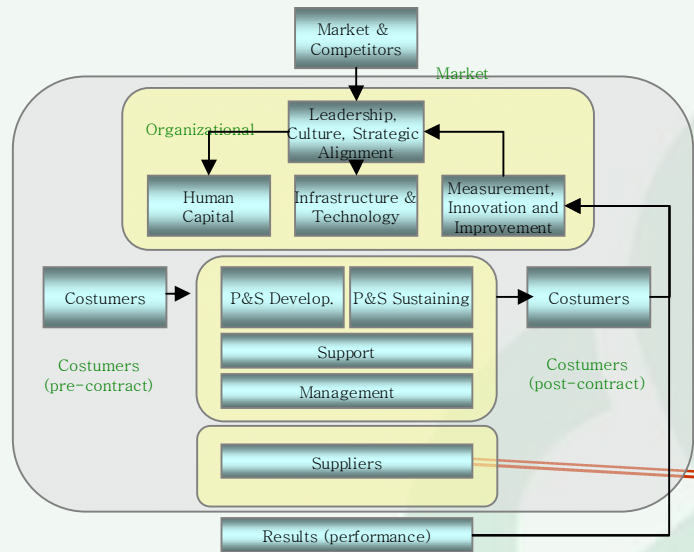 Market &
Competitors
Market
Organizational
Leadership,
Culture, Strategic
Alignment
Human
Capital
Infrastructure &
Technology
Measurement,
Innovation and
Improvement
Costumers
P&S Develop.
P&S Sustaining
Costumers
Support
Costumers
(pre-contract)
Costumers
(post-contract)
Management
Suppliers
Results (performance)